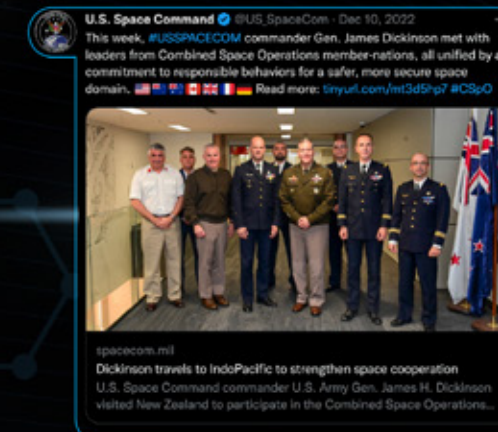 U.S. Space Command @US_SpaceCom · Dec 10, 2022
This week, #USSPACECOM commander Gen. James Dickinson met with
leaders from Combined Space Operations member-nations, all unified by a
commitment to responsible behaviors for a safer, more secure space
domain. 🇺🇸🇦🇺🇳🇿🇨🇦🇬🇧🇫🇷🇩🇪 Read more: tinyurl.com/mt3d5hp7 #CSpO
spacecom.mil
Dickinson travels to IndoPacific to strengthen space cooperation
U.S. Space Command commander U.S. Army Gen. James H. Dickinson
visited New Zealand to participate in the Combined Space Operations...